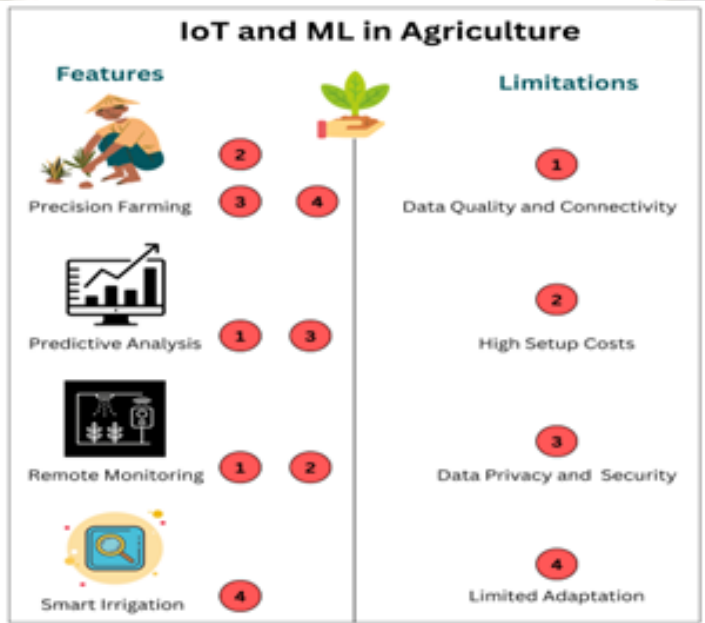 IoT and ML in Agriculture
Features
2
Precision Farming
3 4
Predictive Analysis
1 3
Remote Monitoring
1 2
Smart Irrigation
4
Limitations
1
Data Quality and Connectivity
2
High Setup Costs
3
Data Privacy and Security
4
Limited Adaptation